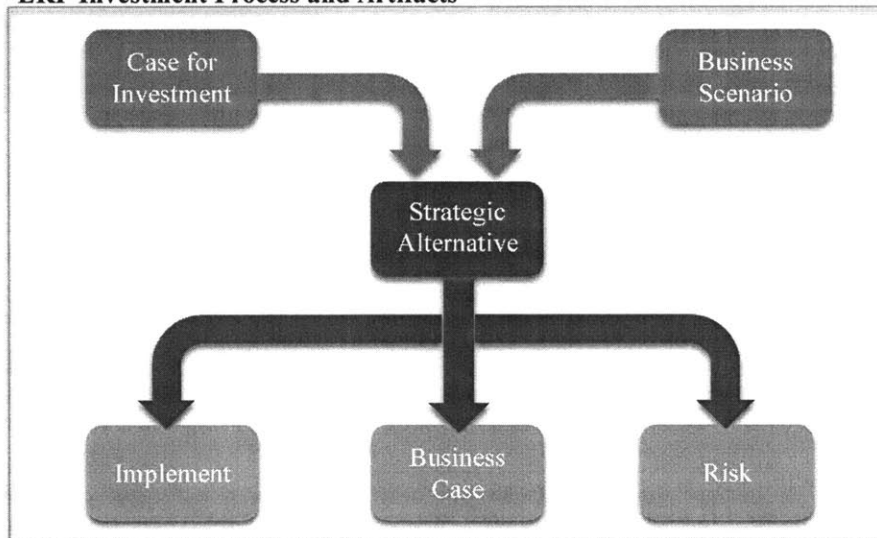 ERP Investment Process and Artifacts
Case for
Investment
Business
Scenario
Strategic
Alternative
Implement
Business
Case
Risk